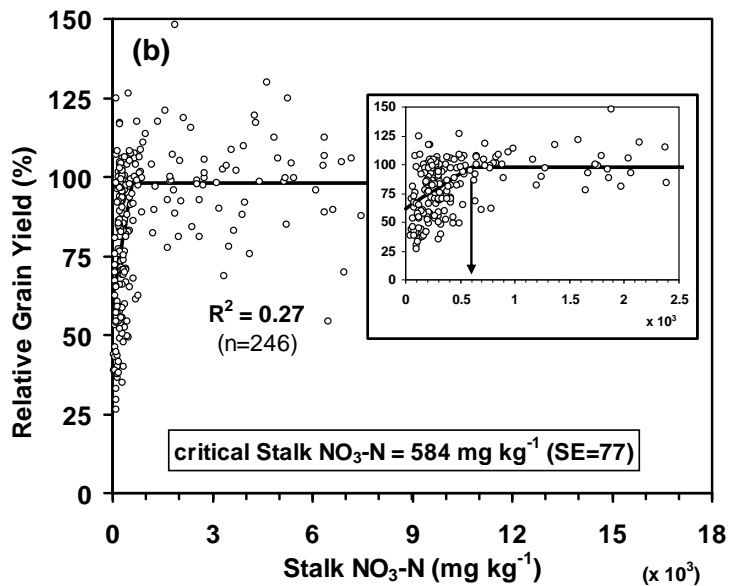 (b)
Relative Grain Yield (%)
150
125
100
75
50
25
0
150
125
100
75
50
25
0
0 0.5 1 1.5 2 2.5
x 10³
R² = 0.27
(n=246)
critical Stalk NO₃-N = 584 mg kg⁻¹ (SE=77)
0 3 6 9 12 15 18
Stalk NO₃-N (mg kg⁻¹)
(x 10³)